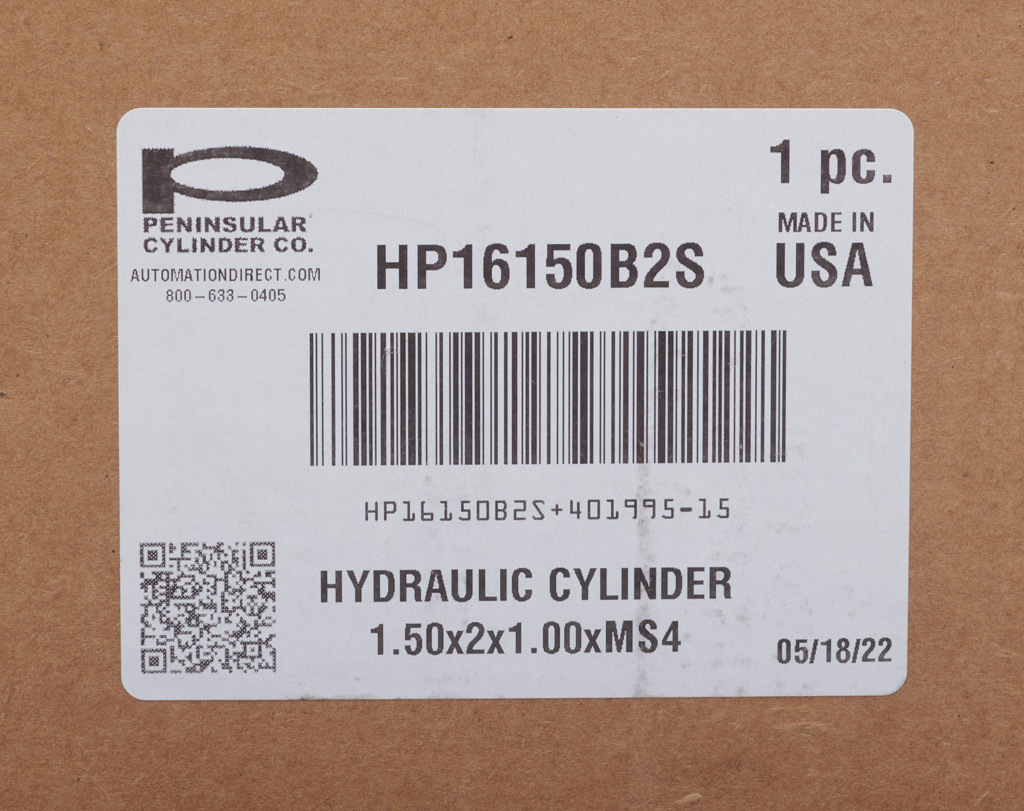 PENINSULAR
CYLINDER CO.
AUTOMATIONDIRECT.COM
800-633-0405
1 pc.
MADE IN
USA
HP16150B2S
HP16150B2S+401995-15
HYDRAULIC CYLINDER
1.50x2x1.00xMS4
05/18/22